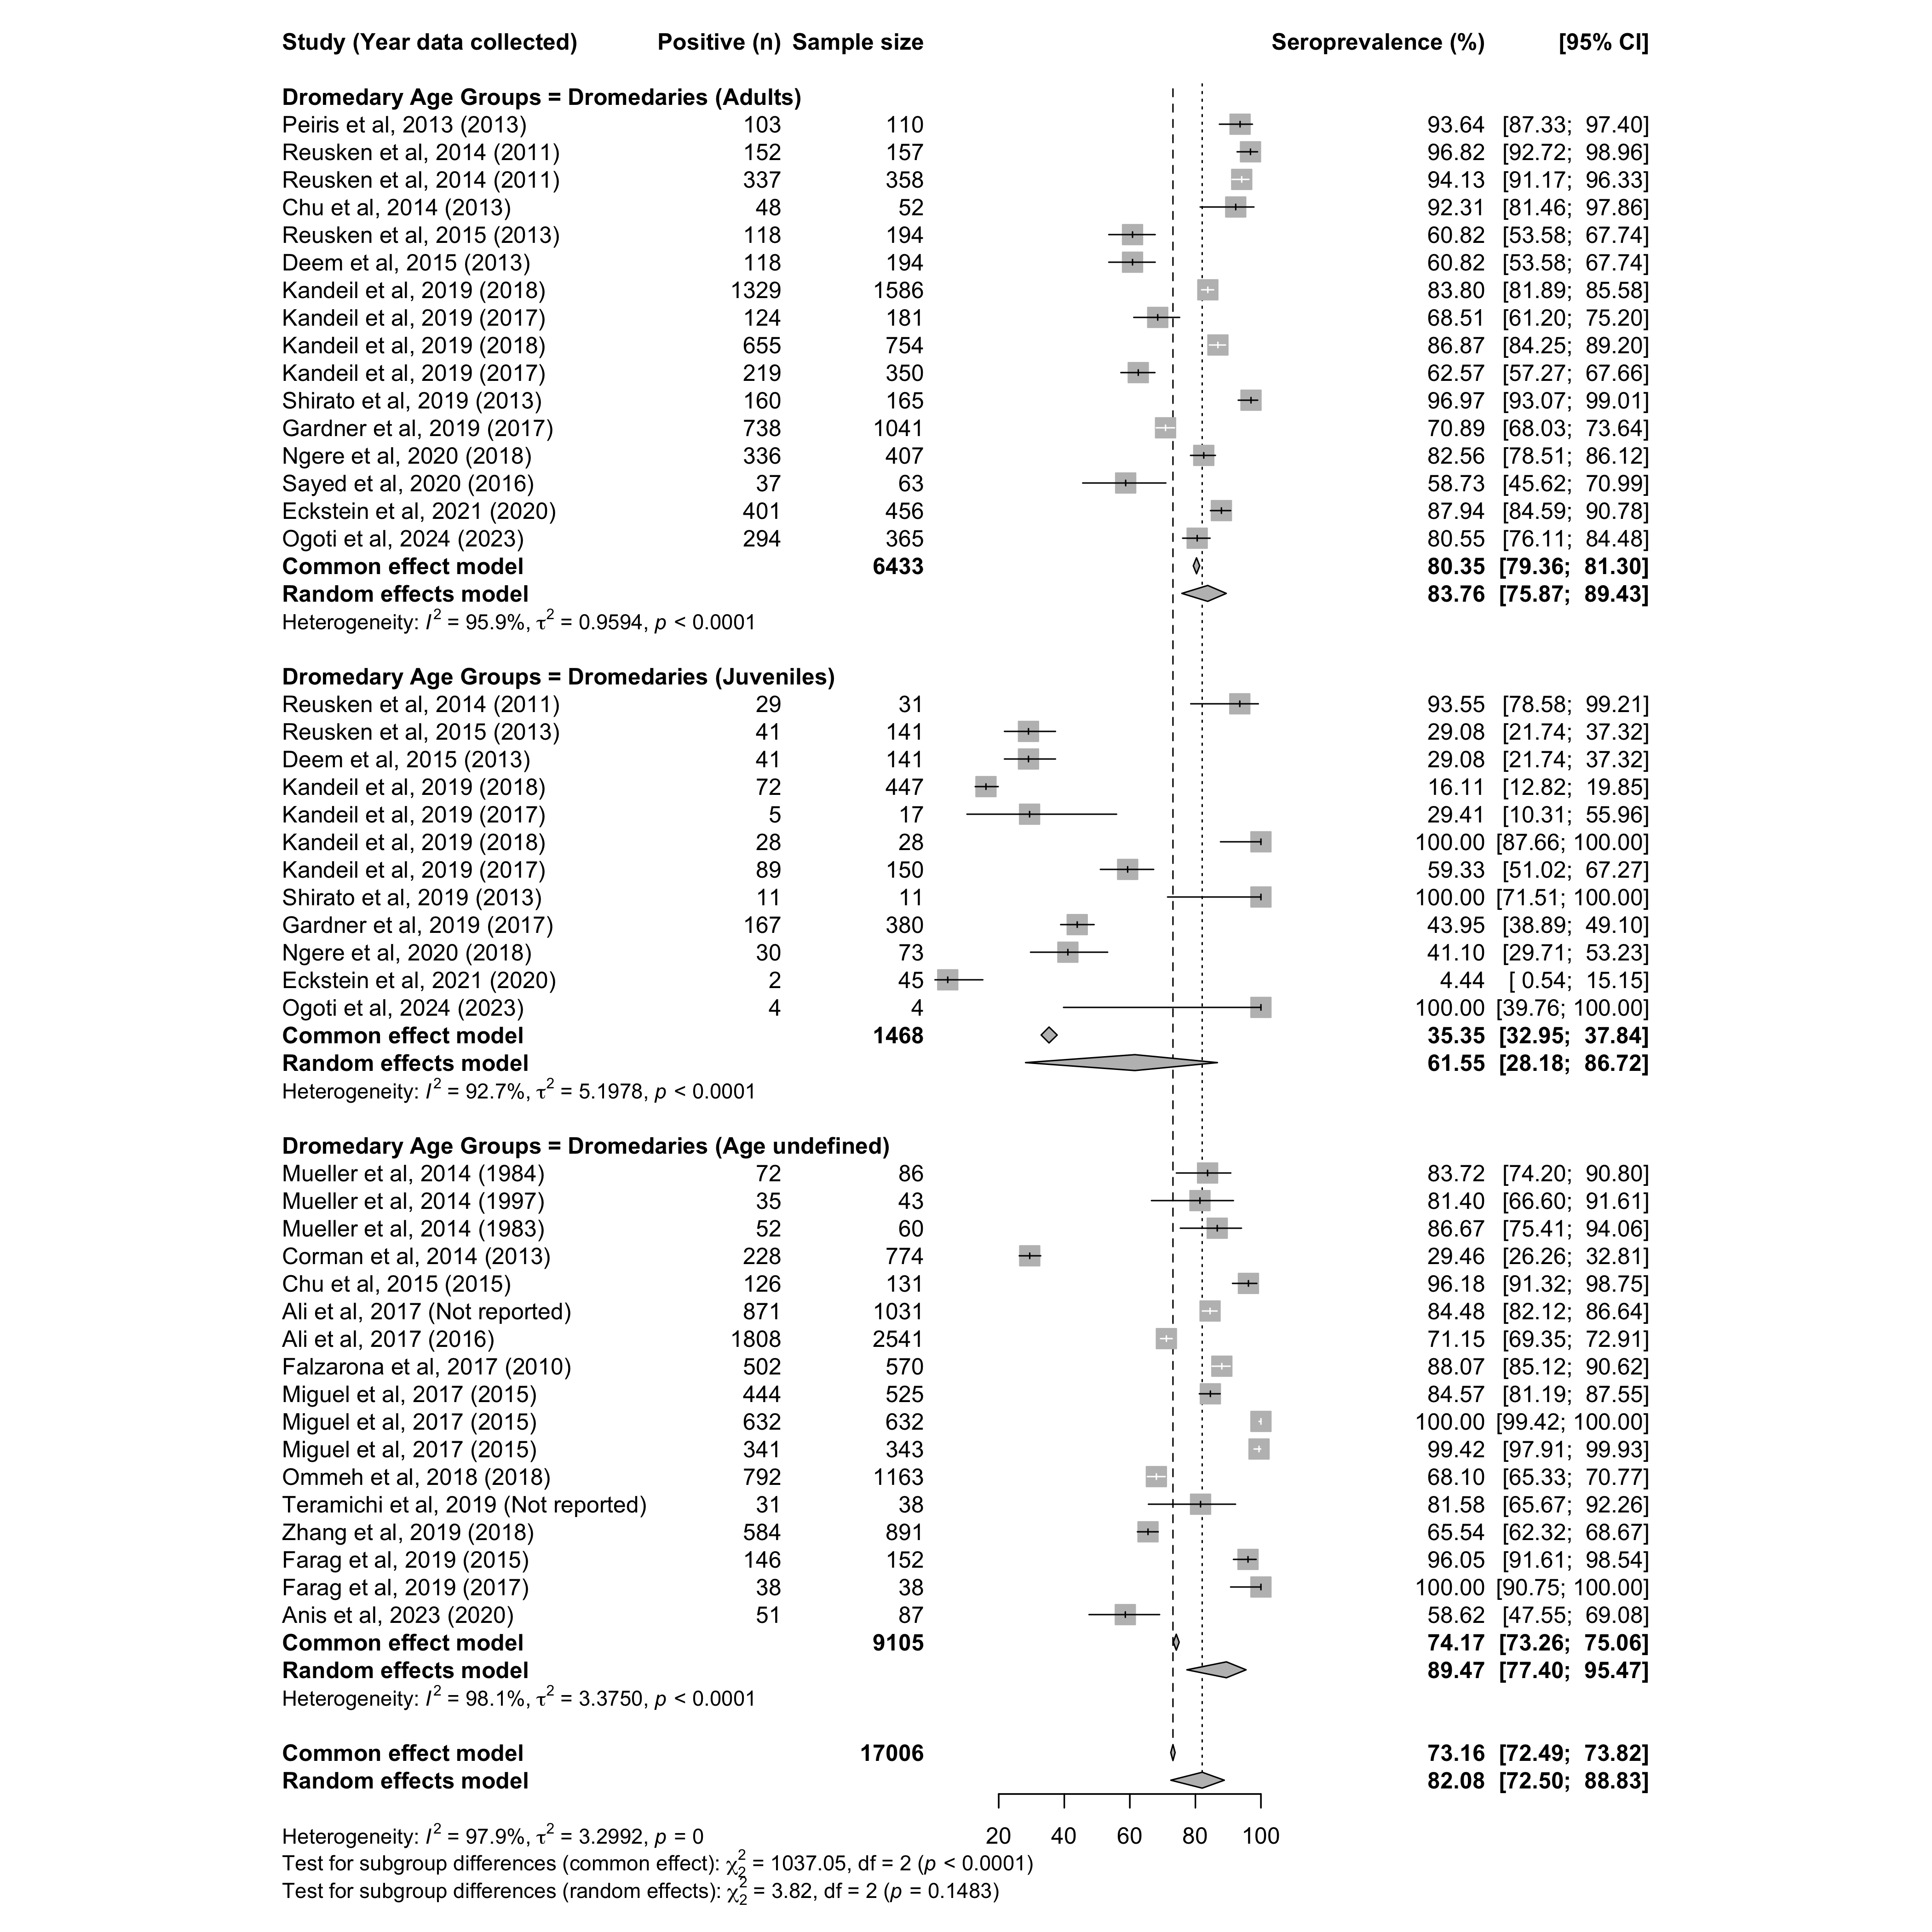 Study (Year data collected) Positive (n) Sample size Seroprevalence (%) [95% CI]
Dromedary Age Groups = Dromedaries (Adults)
Peiris et al, 2013 (2013) 103 110 93.64 [87.33; 97.40]
Reusken et al, 2014 (2011) 152 157 96.82 [92.72; 98.96]
Reusken et al, 2014 (2011) 337 358 94.13 [91.17; 96.33]
Chu et al, 2014 (2013) 48 52 92.31 [81.46; 97.86]
Reusken et al, 2015 (2013) 118 194 60.82 [53.58; 67.74]
Deem et al, 2015 (2013) 118 194 60.82 [53.58; 67.74]
Kandeil et al, 2019 (2018) 1329 1586 83.80 [81.89; 85.58]
Kandeil et al, 2019 (2017) 124 181 68.51 [61.20; 75.20]
Kandeil et al, 2019 (2018) 655 754 86.87 [84.25; 89.20]
Kandeil et al, 2019 (2017) 219 350 62.57 [57.27; 67.66]
Shirato et al, 2019 (2013) 160 165 96.97 [93.07; 99.01]
Gardner et al, 2019 (2017) 738 1041 70.89 [68.03; 73.64]
Ngere et al, 2020 (2018) 336 407 82.56 [78.51; 86.12]
Sayed et al, 2020 (2016) 37 63 58.73 [45.62; 70.99]
Eckstein et al, 2021 (2020) 401 456 87.94 [84.59; 90.78]
Ogoti et al, 2024 (2023) 294 365 80.55 [76.11; 84.48]
Common effect model 6433 80.35 [79.36; 81.30]
Random effects model 83.76 [75.87; 89.43]
Heterogeneity: I² = 95.9%, τ² = 0.9594, p < 0.0001
Dromedary Age Groups = Dromedaries (Juveniles)
Reusken et al, 2014 (2011) 29 31 93.55 [78.58; 99.21]
Reusken et al, 2015 (2013) 41 141 29.08 [21.74; 37.32]
Deem et al, 2015 (2013) 41 141 29.08 [21.74; 37.32]
Kandeil et al, 2019 (2018) 72 447 16.11 [12.82; 19.85]
Kandeil et al, 2019 (2017) 5 17 29.41 [10.31; 55.96]
Kandeil et al, 2019 (2018) 28 28 100.00 [87.66; 100.00]
Kandeil et al, 2019 (2017) 89 150 59.33 [51.02; 67.27]
Shirato et al, 2019 (2013) 11 11 100.00 [71.51; 100.00]
Gardner et al, 2019 (2017) 167 380 43.95 [38.89; 49.10]
Ngere et al, 2020 (2018) 30 73 41.10 [29.71; 53.23]
Eckstein et al, 2021 (2020) 2 45 4.44 [ 0.54; 15.15]
Ogoti et al, 2024 (2023) 4 4 100.00 [39.76; 100.00]
Common effect model 1468 35.35 [32.95; 37.84]
Random effects model 61.55 [28.18; 86.72]
Heterogeneity: I² = 92.7%, τ² = 5.1978, p < 0.0001
Dromedary Age Groups = Dromedaries (Age undefined)
Mueller et al, 2014 (1984) 72 86 83.72 [74.20; 90.80]
Mueller et al, 2014 (1997) 35 43 81.40 [66.60; 91.61]
Mueller et al, 2014 (1983) 52 60 86.67 [75.41; 94.06]
Corman et al, 2014 (2013) 228 774 29.46 [26.26; 32.81]
Chu et al, 2015 (2015) 126 131 96.18 [91.32; 98.75]
Ali et al, 2017 (Not reported) 871 1031 84.48 [82.12; 86.64]
Ali et al, 2017 (2016) 1808 2541 71.15 [69.35; 72.91]
Falzarona et al, 2017 (2010) 502 570 88.07 [85.12; 90.62]
Miguel et al, 2017 (2015) 444 525 84.57 [81.19; 87.55]
Miguel et al, 2017 (2015) 632 632 100.00 [99.42; 100.00]
Miguel et al, 2017 (2015) 341 343 99.42 [97.91; 99.93]
Ommeh et al, 2018 (2018) 792 1163 68.10 [65.33; 70.77]
Teramichi et al, 2019 (Not reported) 31 38 81.58 [65.67; 92.26]
Zhang et al, 2019 (2018) 584 891 65.54 [62.32; 68.67]
Farag et al, 2019 (2015) 146 152 96.05 [91.61; 98.54]
Farag et al, 2019 (2017) 38 38 100.00 [90.75; 100.00]
Anis et al, 2023 (2020) 51 87 58.62 [47.55; 69.08]
Common effect model 9105 74.17 [73.26; 75.06]
Random effects model 89.47 [77.40; 95.47]
Heterogeneity: I² = 98.1%, τ² = 3.3750, p < 0.0001
Common effect model 17006 73.16 [72.49; 73.82]
Random effects model 82.08 [72.50; 88.83]
Heterogeneity: I² = 97.9%, τ² = 3.2992, p = 0
20 40 60 80 100
Test for subgroup differences (common effect): χ²₂ = 1037.05, df = 2 (p < 0.0001)
Test for subgroup differences (random effects): χ²₂ = 3.82, df = 2 (p = 0.1483)